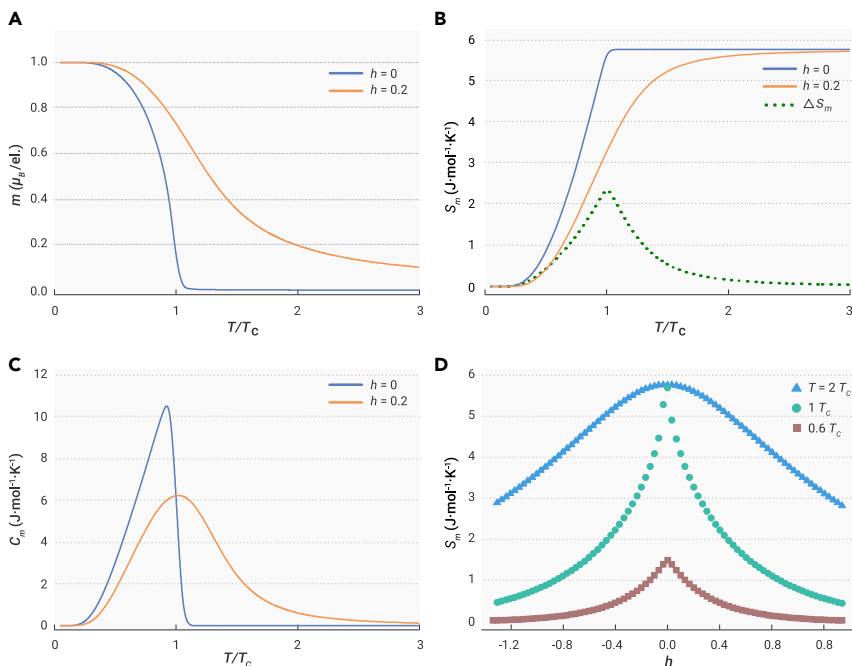 A
m (μB/el.)
1.0
0.8
0.6
0.4
0.2
0.0
h = 0
h = 0.2
0 1 2 3
T/TC
B
Sm (J·mol⁻¹·K⁻¹)
6
5
4
3
2
1
0
h = 0
h = 0.2
△Sm
0 1 2 3
T/TC
C
Cm (J·mol⁻¹·K⁻¹)
12
10
8
6
4
2
0
h = 0
h = 0.2
0 1 2 3
T/Tc
D
Sm (J·mol⁻¹·K⁻¹)
6
5
4
3
2
1
0
T = 2 Tc
1 Tc
0.6 Tc
-1.2 -0.8 -0.4 0.0 0.4 0.8 1.2
h